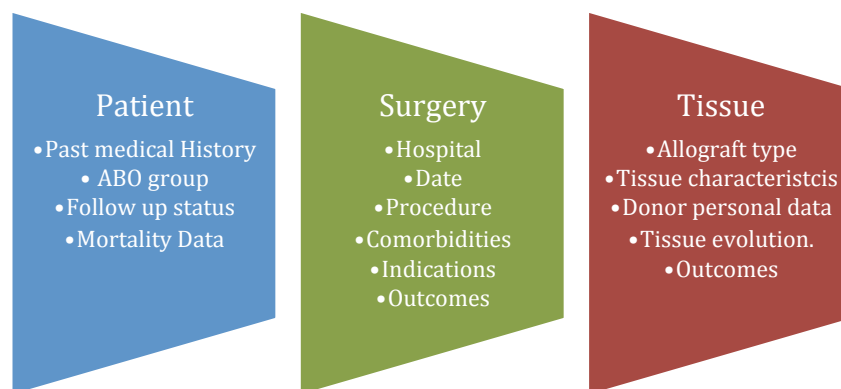 Patient
•Past medical History
• ABO group
•Follow up status
•Mortality Data
Surgery
•Hospital
•Date
•Procedure
•Comorbidities
•Indications
•Outcomes
Tissue
•Allograft type
•Tissue characteristcis
•Donor personal data
•Tissue evolution.
•Outcomes